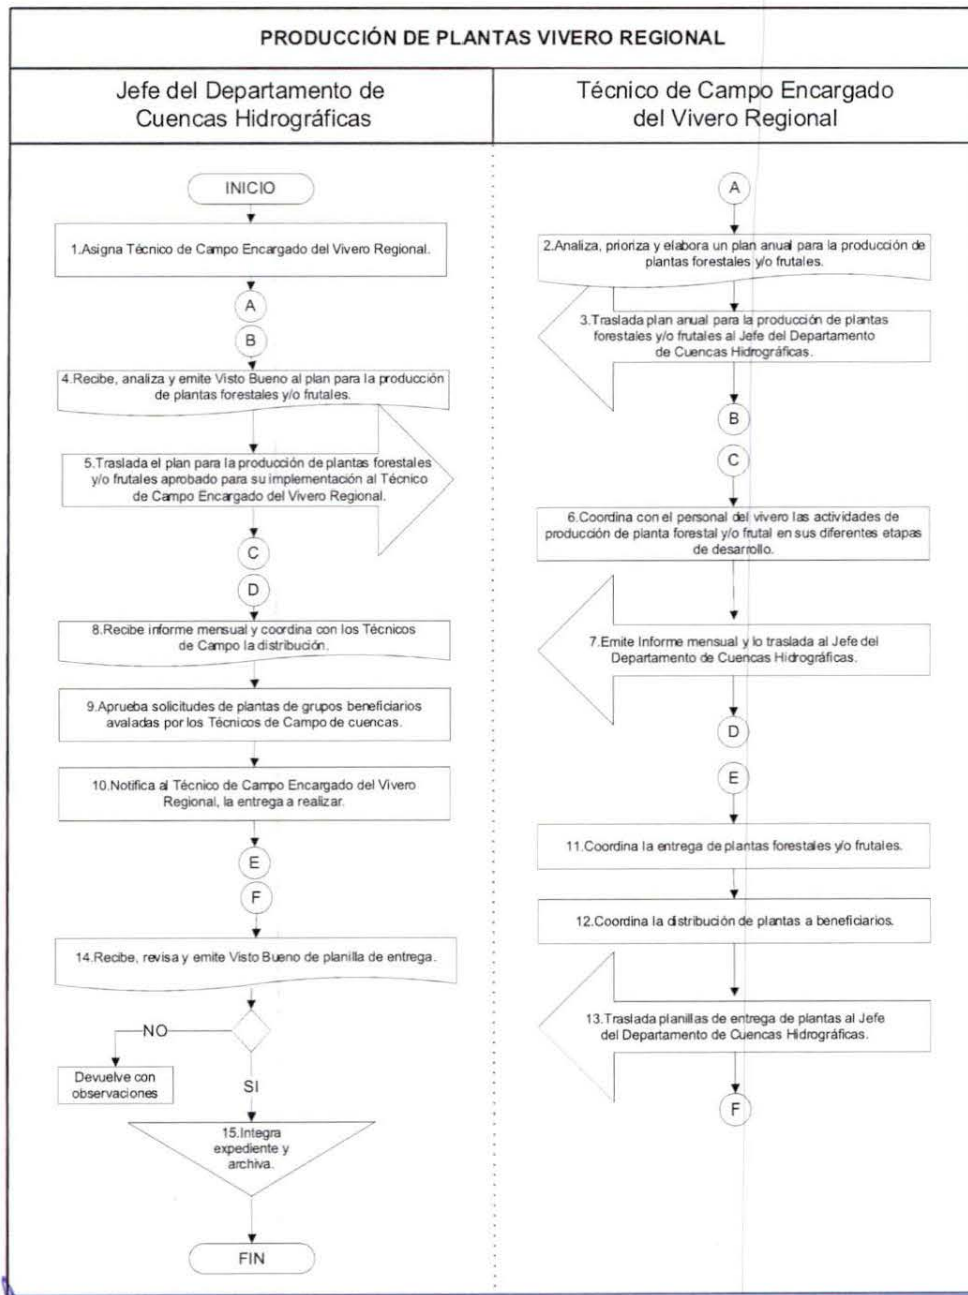 PRODUCCIÓN DE PLANTAS VIVERO REGIONAL
Jefe del Departamento de
Cuencas Hidrográficas
INICIO
1.Asigna Técnico de Campo Encargado del Vivero Regional.
A
B
4.Recibe, analiza y emite Visto Bueno al plan para la producción
de plantas forestales y/o frutales.
5.Traslada el plan para la producción de plantas forestales
y/o frutales aprobado para su implementación al Técnico
de Campo Encargado del Vivero Regional.
C
D
8.Recibe informe mensual y coordina con los Técnicos
de Campo la distribución.
9.Aprueba solicitudes de plantas de grupos beneficiarios
avaladas por los Técnicos de Campo de cuencas.
10.Notifica al Técnico de Campo Encargado del Vivero
Regional, la entrega a realizar.
E
F
14.Recibe, revisa y emite Visto Bueno de planilla de entrega.
NO
Devuelve con
observaciones
SI
15.Integra
expediente y
archiva.
FIN
Técnico de Campo Encargado
del Vivero Regional
A
2.Analiza, prioriza y elabora un plan anual para la producción de
plantas forestales y/o frutales.
3.Traslada plan anual para la producción de plantas
forestales y/o frutales al Jefe del Departamento
de Cuencas Hidrográficas.
B
C
6.Coordina con el personal del vivero las actividades de
producción de planta forestal y/o frutal en sus diferentes etapas
de desarrollo.
7.Emite Informe mensual y lo traslada al Jefe del
Departamento de Cuencas Hidrográficas.
D
E
11.Coordina la entrega de plantas forestales y/o frutales.
12.Coordina la distribución de plantas a beneficiarios.
13.Traslada planillas de entrega de plantas al Jefe
del Departamento de Cuencas Hidrográficas.
F